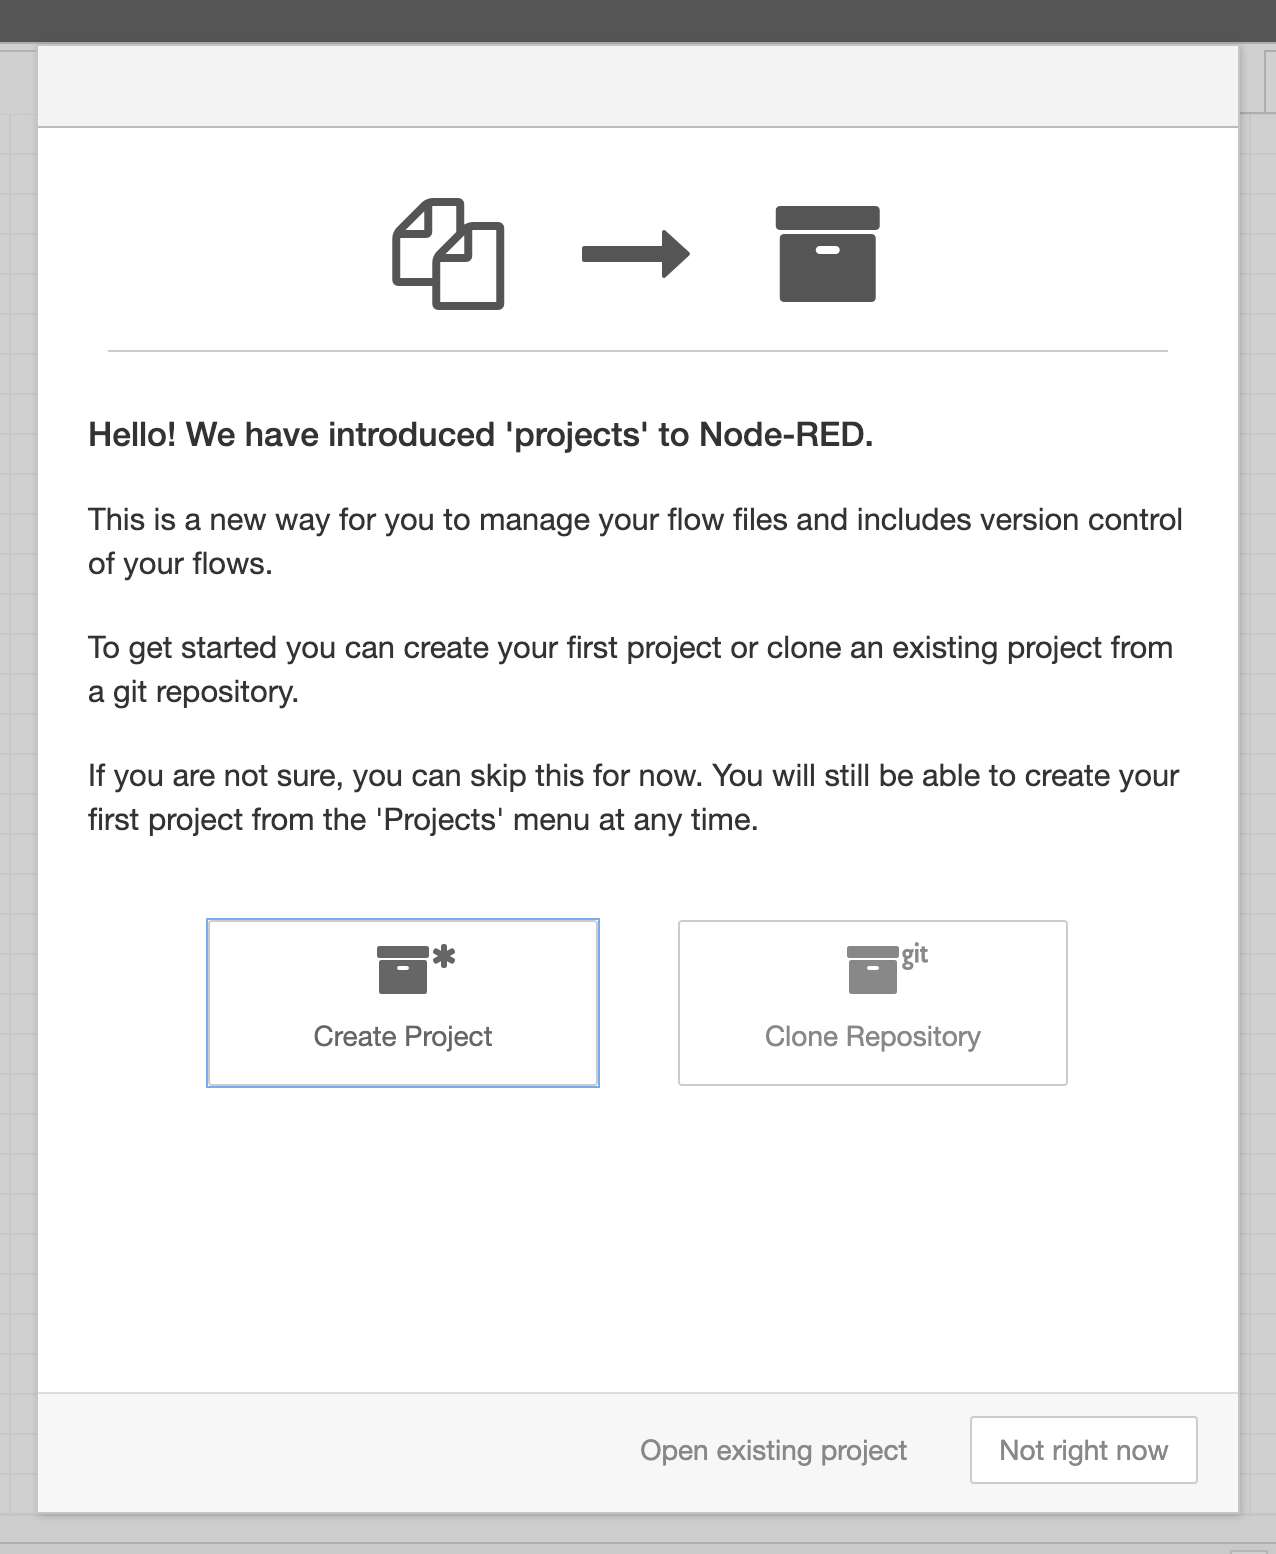 Hello! We have introduced 'projects' to Node-RED.
This is a new way for you to manage your flow files and includes version control
of your flows.
To get started you can create your first project or clone an existing project from
a git repository.
If you are not sure, you can skip this for now. You will still be able to create your
first project from the 'Projects' menu at any time.
Create Project
git
Clone Repository
Open existing project
Not right now